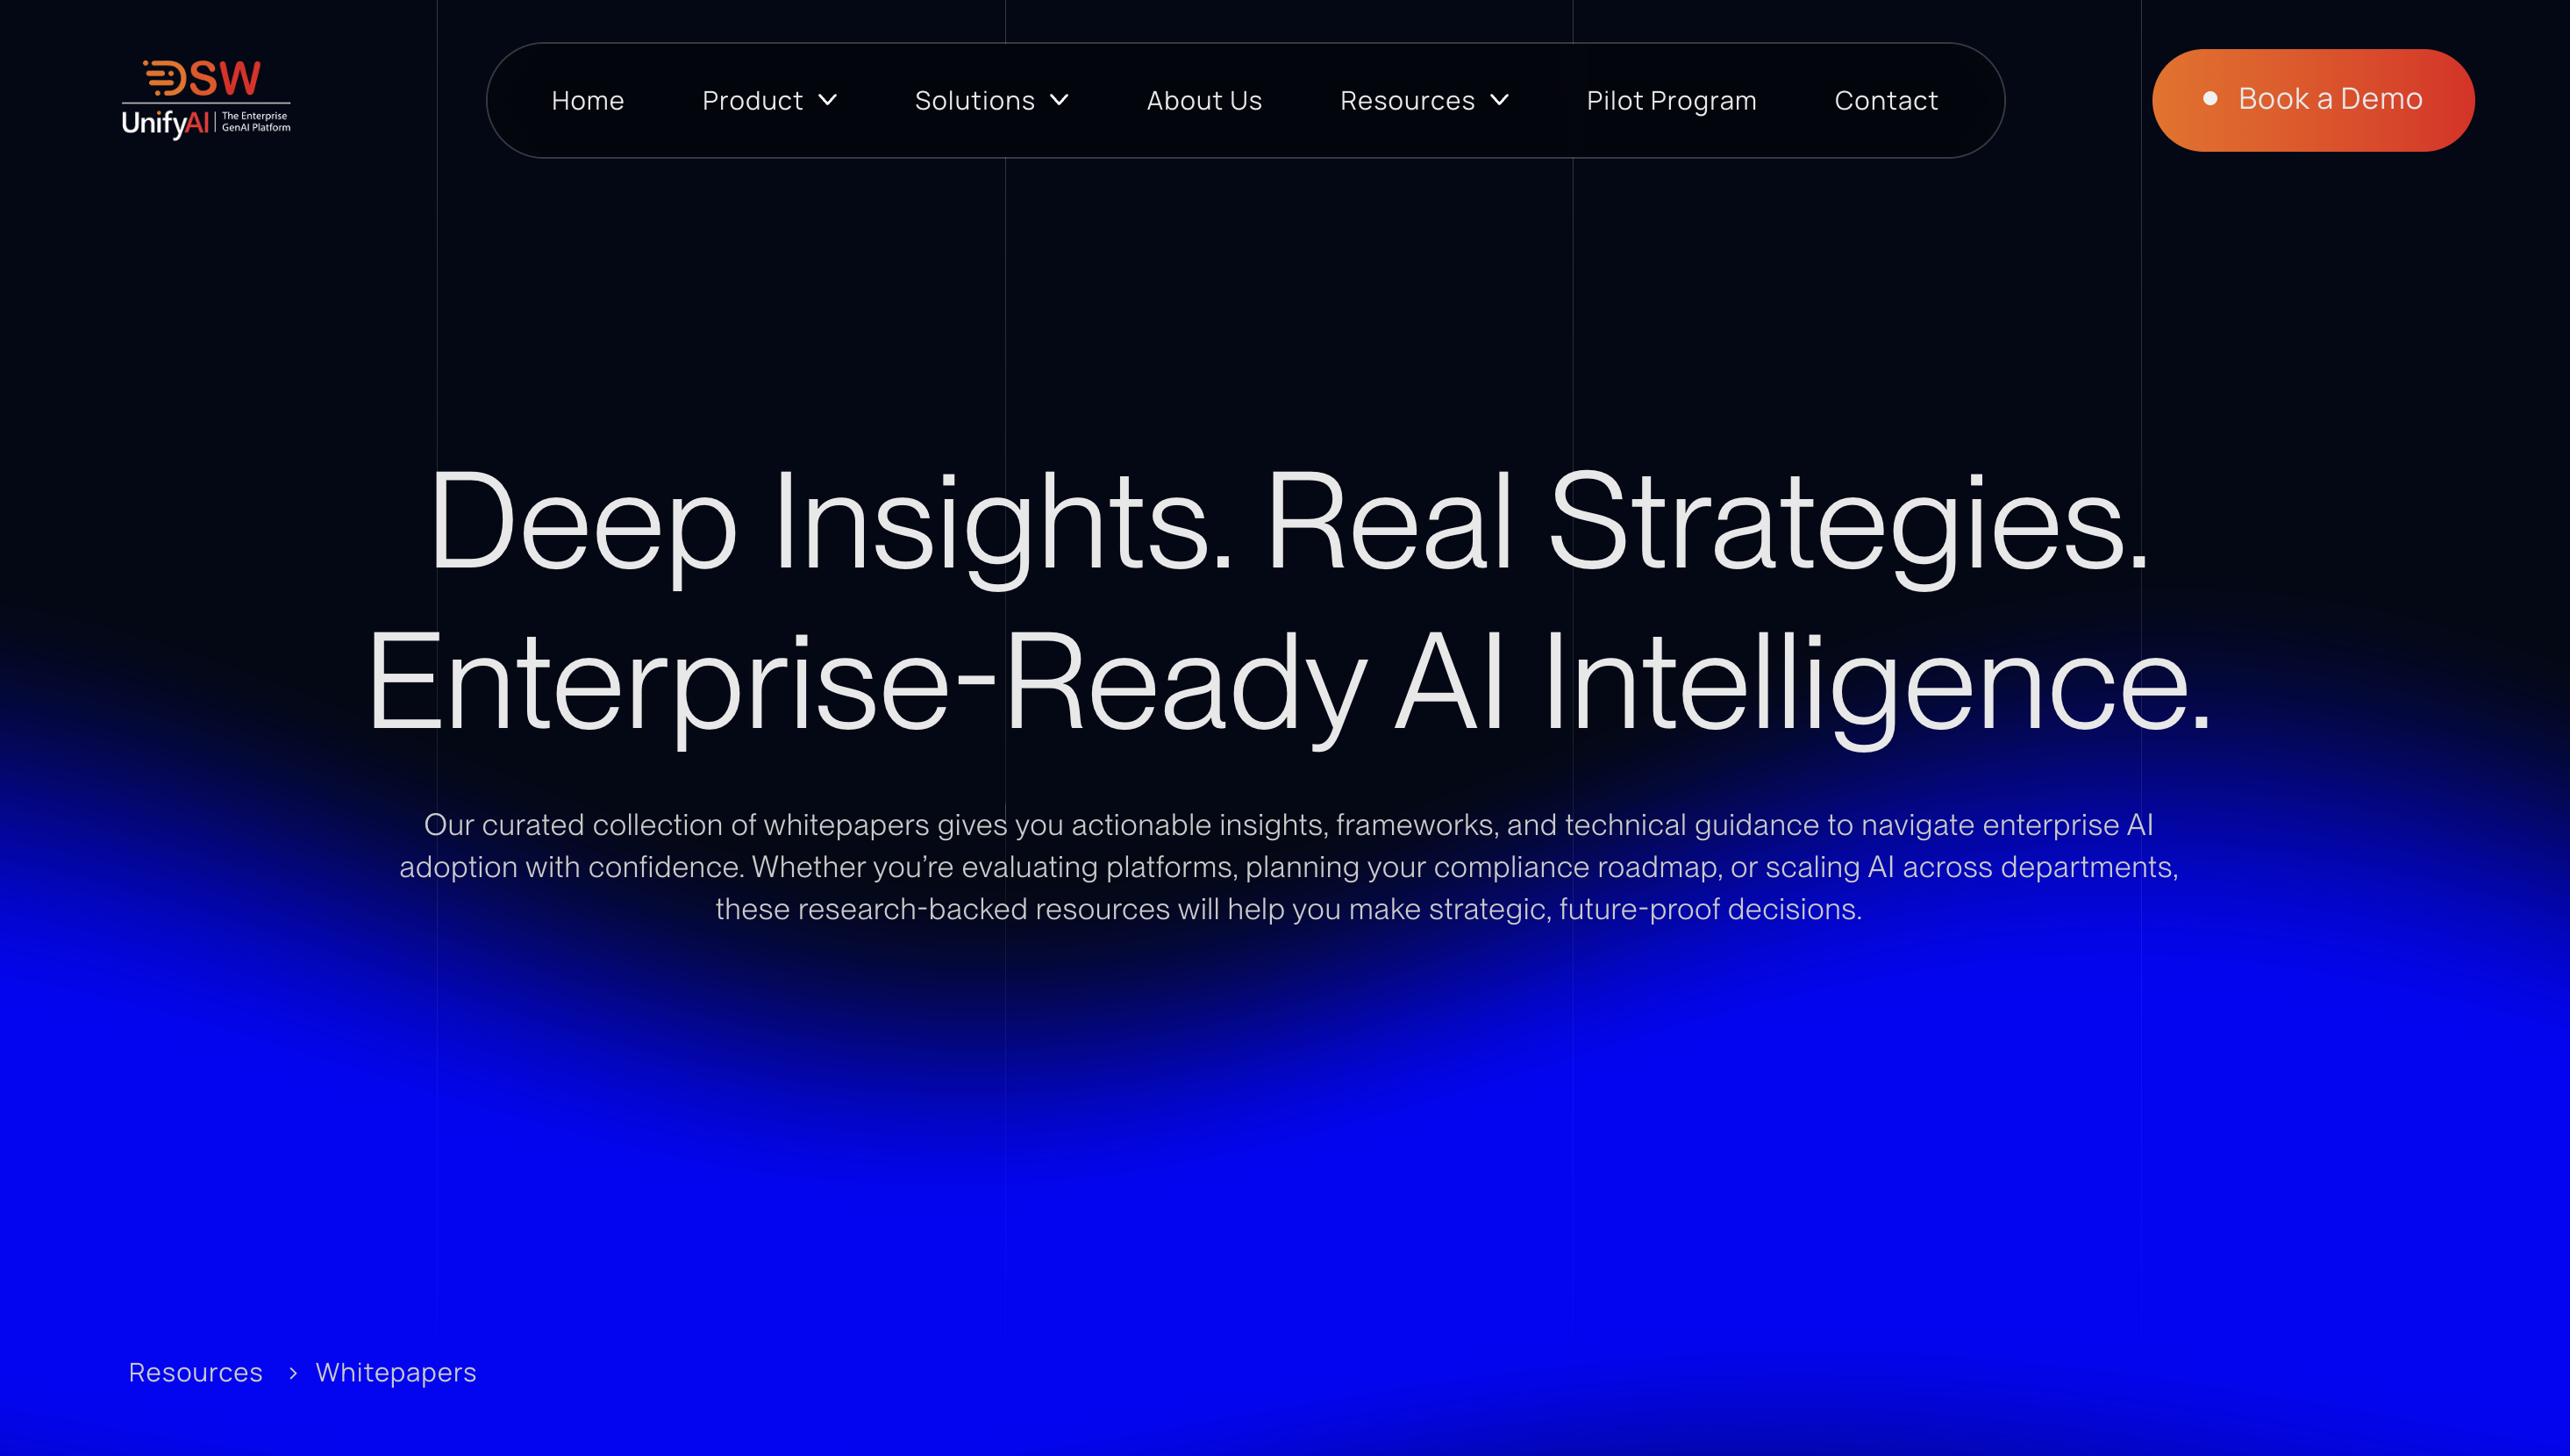 DSW
UnifyAI | The Enterprise
GenAI Platform
Home
Product
Solutions
About Us
Resources
Pilot Program
Contact
Book a Demo
Deep Insights. Real Strategies.
Enterprise-Ready AI Intelligence.
Our curated collection of whitepapers gives you actionable insights, frameworks, and technical guidance to navigate enterprise AI
adoption with confidence. Whether you’re evaluating platforms, planning your compliance roadmap, or scaling AI across departments,
these research-backed resources will help you make strategic, future-proof decisions.
Resources > Whitepapers